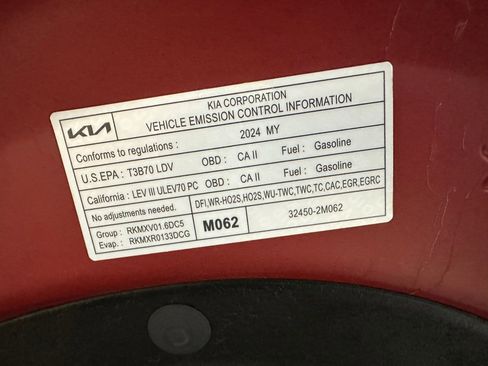 KIA CORPORATION
KIA VEHICLE EMISSION CONTROL INFORMATION
Conforms to regulations : 2024 MY
U.S.EPA : T3B70 LDV OBD : CA II Fuel : Gasoline
California : LEV III ULEV70 PC OBD : CA II Fuel : Gasoline
No adjustments needed. DFI,WR-HO2S,HO2S,WU-TWC,TWC,TC,CAC,EGR,EGRC
Group : RKMXV01.6DC5 M062 32450-2M062
Evap. : RKMXR0133DCG